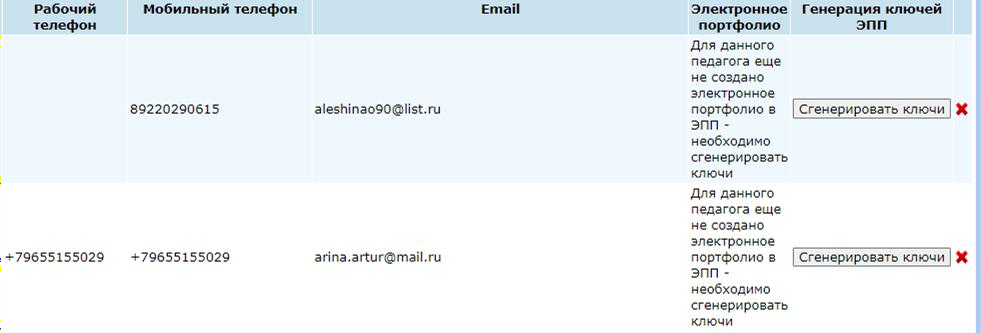 Рабочий телефон
Мобильный телефон
Email
Электронное портфолио
Генерация ключей ЭПП
89220290615
aleshinao90@list.ru
Для данного
педагога еще
не создано
электронное
портфолио в
ЭПП -
необходимо
сгенерировать
ключи
Сгенерировать ключи
+79655155029
+79655155029
arina.artur@mail.ru
Для данного
педагога еще
не создано
электронное
портфолио в
ЭПП -
необходимо
сгенерировать
ключи
Сгенерировать ключи